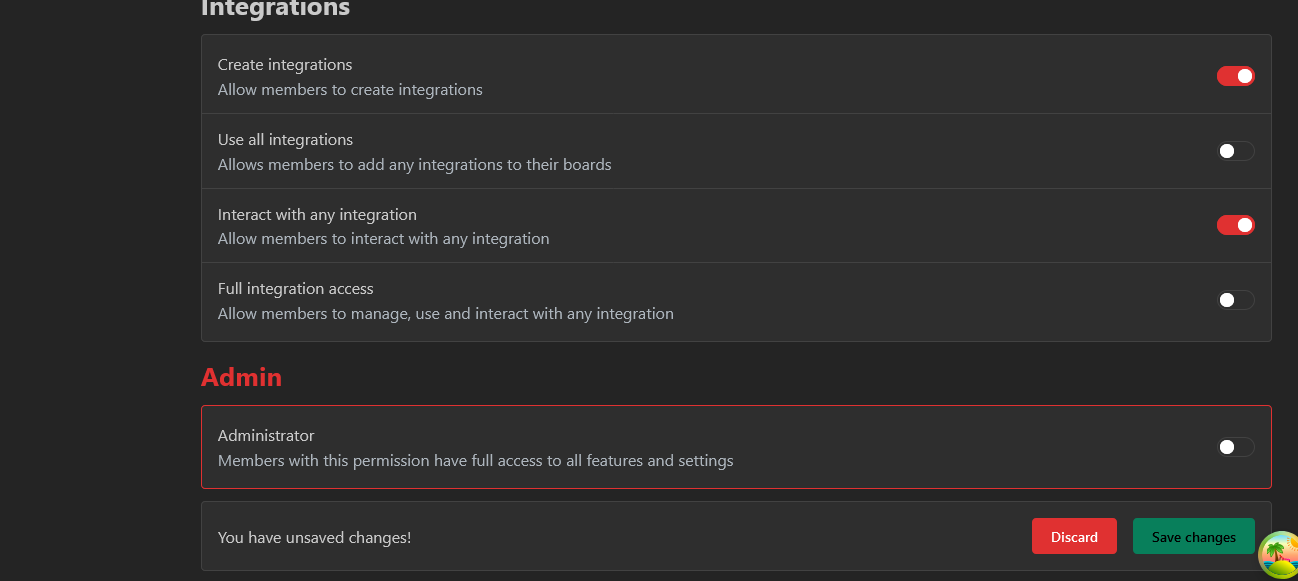 Integrations
Create integrations
Allow members to create integrations
Use all integrations
Allows members to add any integrations to their boards
Interact with any integration
Allow members to interact with any integration
Full integration access
Allow members to manage, use and interact with any integration
Admin
Administrator
Members with this permission have full access to all features and settings
You have unsaved changes!
Discard
Save changes